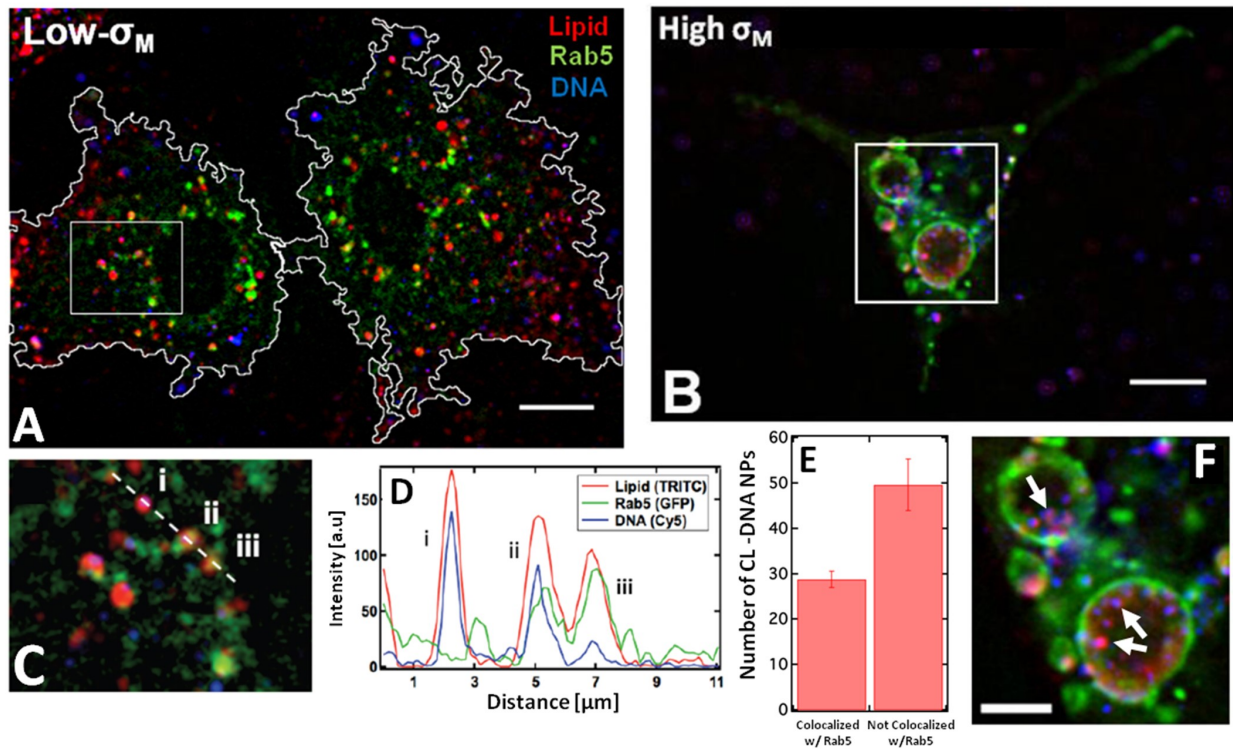 Low-σM
Lipid
Rab5
DNA
A
High σM
B
C
i
ii
iii
D
Intensity [a.u]
150
100
50
0
i
ii
iii
Lipid (TRITC)
Rab5 (GFP)
DNA (Cy5)
1
3
5
7
9
11
Distance [μm]
E
Number of CL -DNA NPs
60
50
40
30
20
10
0
Colocalized
w/ Rab5
Not Colocalized
w/Rab5
F